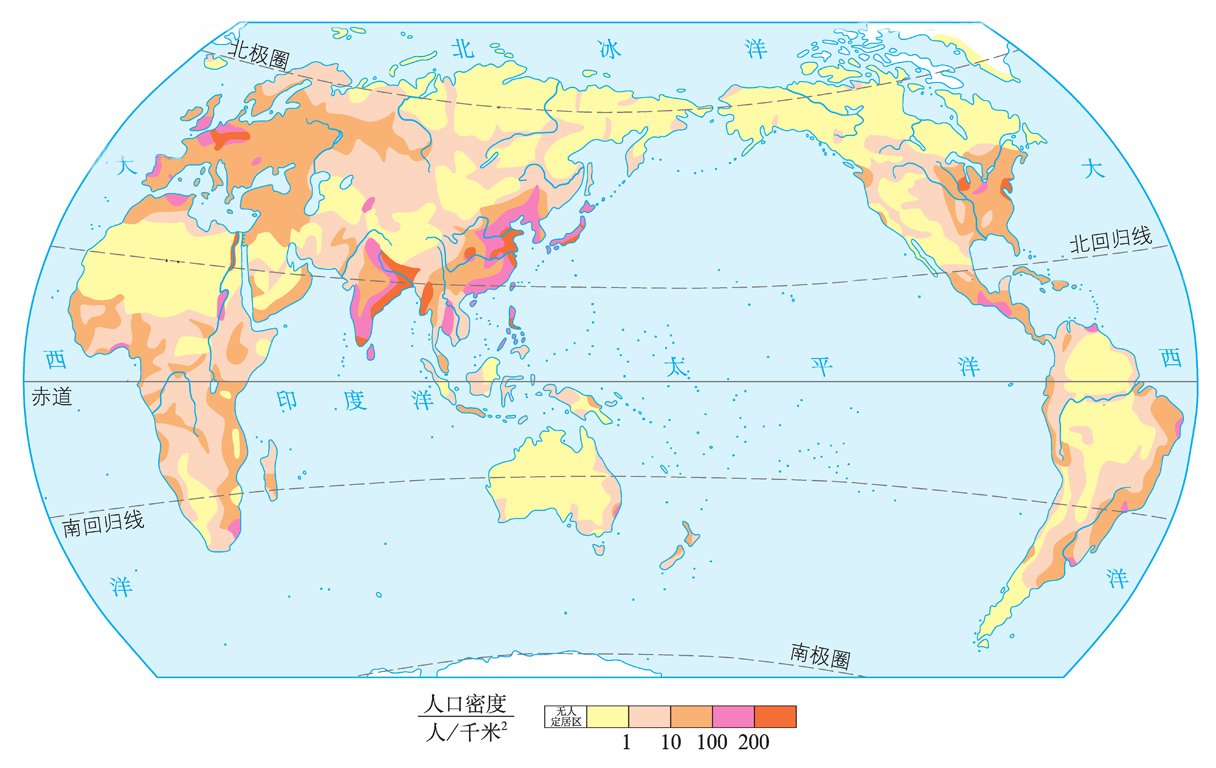 北冰洋
北极圈
大
大
北回归线
西
太平洋
西
赤道
印度洋
南回归线
洋
洋
南极圈
人口密度
人/千米²
无人
定居区
1 10 100 200